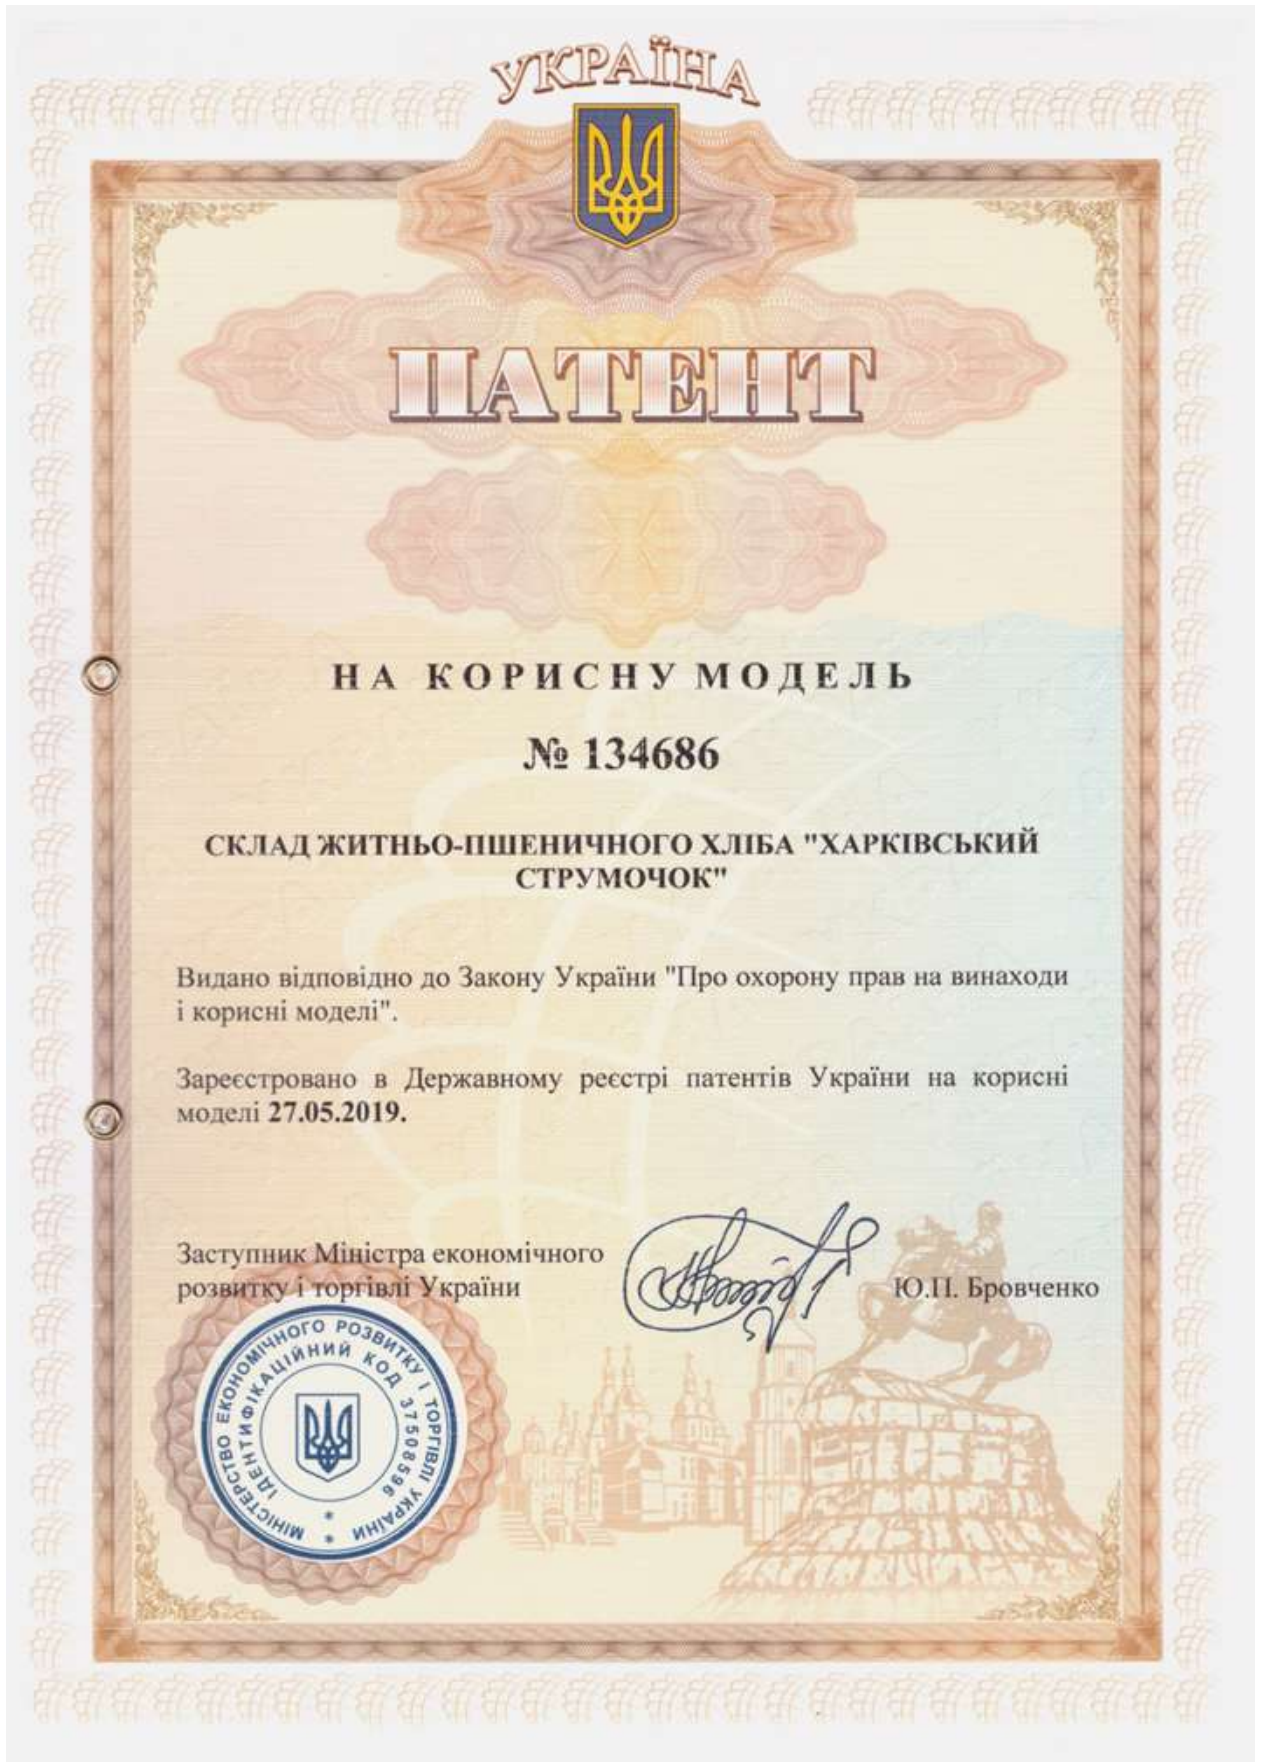 УКРАЇНА
ПАТЕНТ
НА КОРИСНУ МОДЕЛЬ
№ 134686
СКЛАД ЖИТНЬО-ПШЕНИЧНОГО ХЛІБА "ХАРКІВСЬКИЙ
СТРУМОЧОК"
Видано відповідно до Закону України "Про охорону прав на винаходи
і корисні моделі".
Зареєстровано в Державному реєстрі патентів України на корисні
моделі 27.05.2019.
Заступник Міністра економічного
розвитку і торгівлі України
Ю.П. Бровченко
МІНІСТЕРСТВО ЕКОНОМІЧНОГО РОЗВИТКУ І ТОРГІВЛІ УКРАЇНИ
ІДЕНТИФІКАЦІЙНИЙ КОД 37508596